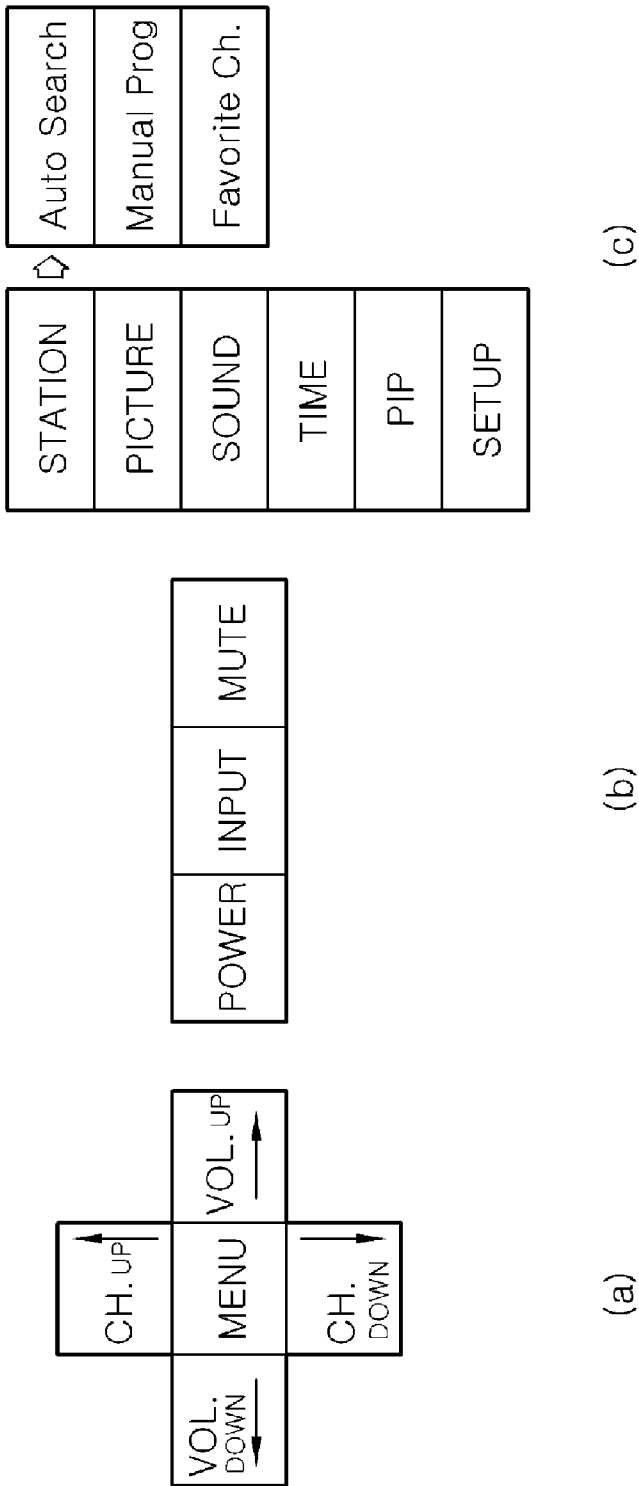 CH. UP
VOL.
DOWN
MENU
VOL. UP
CH.
DOWN
(a)
POWER INPUT MUTE
(b)
STATION
PICTURE
SOUND
TIME
PIP
SETUP
Auto Search
Manual Prog
Favorite Ch.
(c)